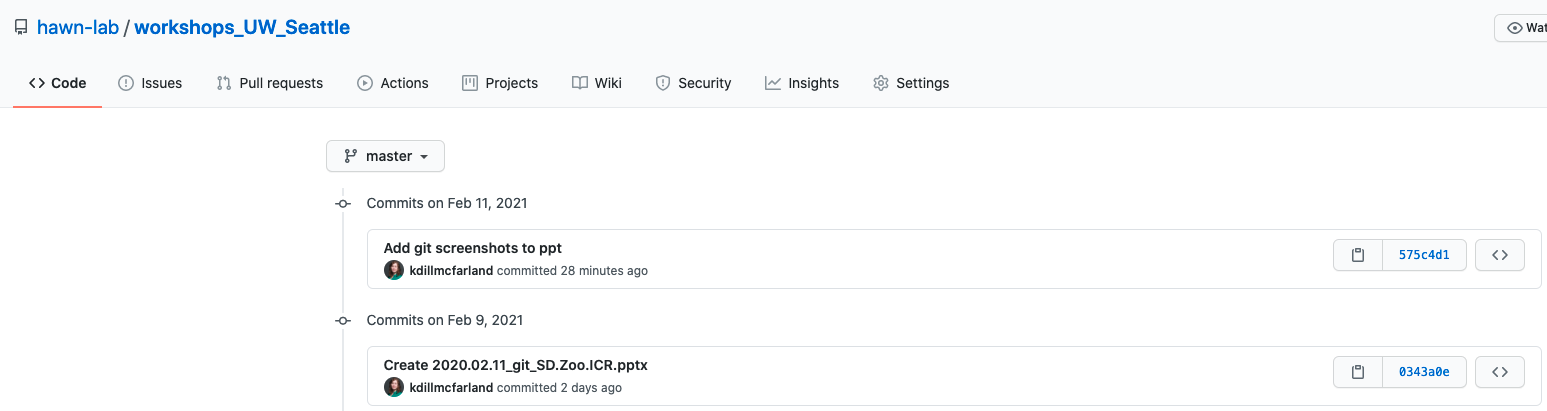 hawn-lab / workshops_UW_Seattle
Wat
Code Issues Pull requests Actions Projects Wiki Security Insights Settings
master
Commits on Feb 11, 2021
Add git screenshots to ppt
kdillmcfarland committed 28 minutes ago
575c4d1
Commits on Feb 9, 2021
Create 2020.02.11_git_SD.Zoo.ICR.pptx
kdillmcfarland committed 2 days ago
0343a0e